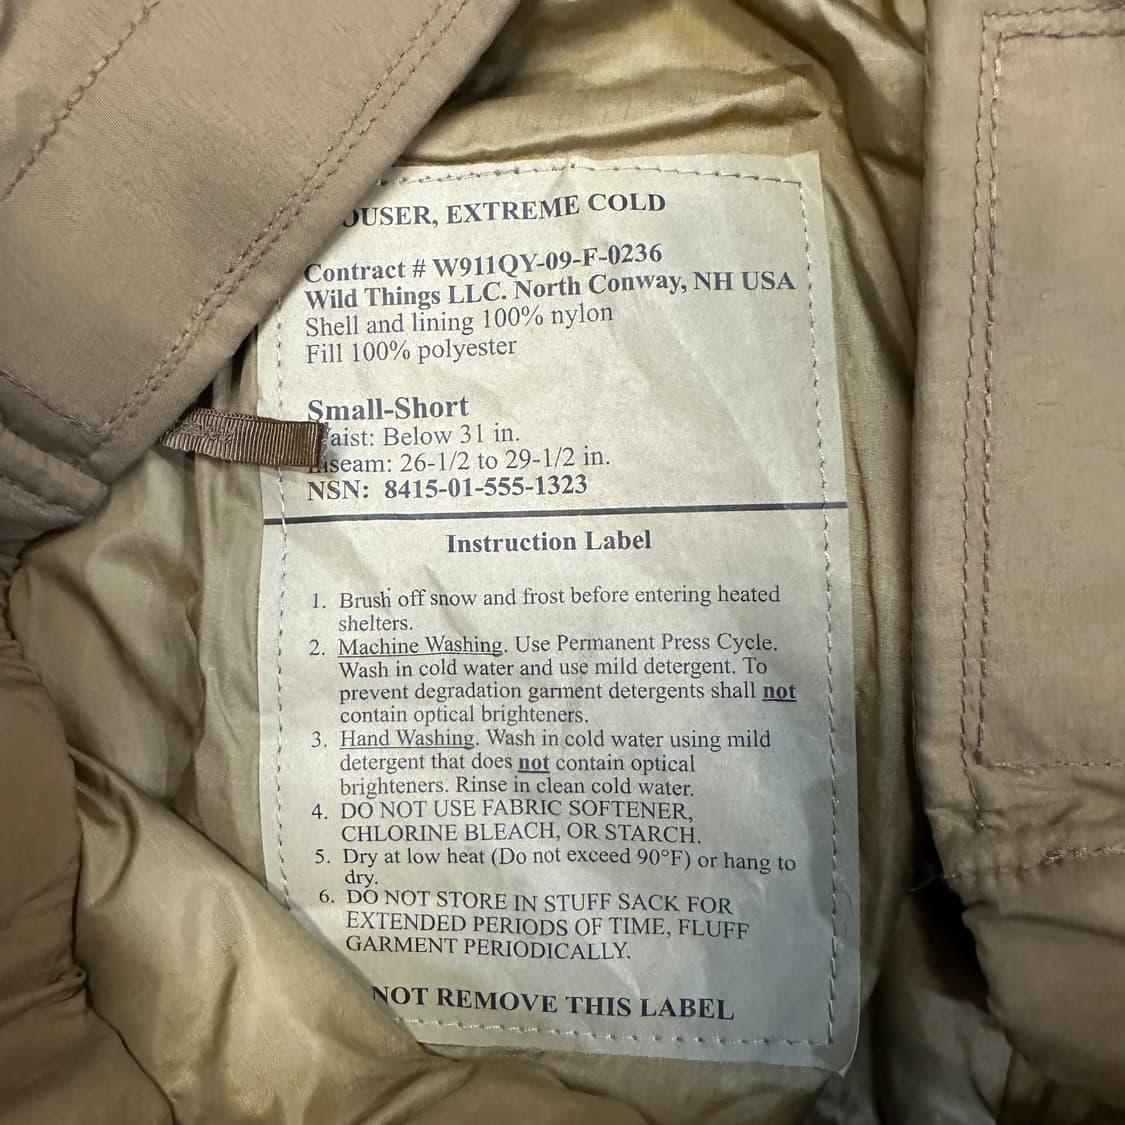 OUSER, EXTREME COLD
Contract # W911QY-09-F-0236
Wild Things LLC. North Conway, NH USA
Shell and lining 100% nylon
Fill 100% polyester
Small-Short
aist: Below 31 in.
nseam: 26-1/2 to 29-1/2 in.
NSN: 8415-01-555-1323
Instruction Label
1. Brush off snow and frost before entering heated
shelters.
2. Machine Washing. Use Permanent Press Cycle.
Wash in cold water and use mild detergent. To
prevent degradation garment detergents shall not
contain optical brighteners.
3. Hand Washing. Wash in cold water using mild
detergent that does not contain optical
brighteners. Rinse in clean cold water.
4. DO NOT USE FABRIC SOFTENER,
CHLORINE BLEACH, OR STARCH.
5. Dry at low heat (Do not exceed 90°F) or hang to
dry.
6. DO NOT STORE IN STUFF SACK FOR
EXTENDED PERIODS OF TIME, FLUFF
GARMENT PERIODICALLY.
NOT REMOVE THIS LABEL